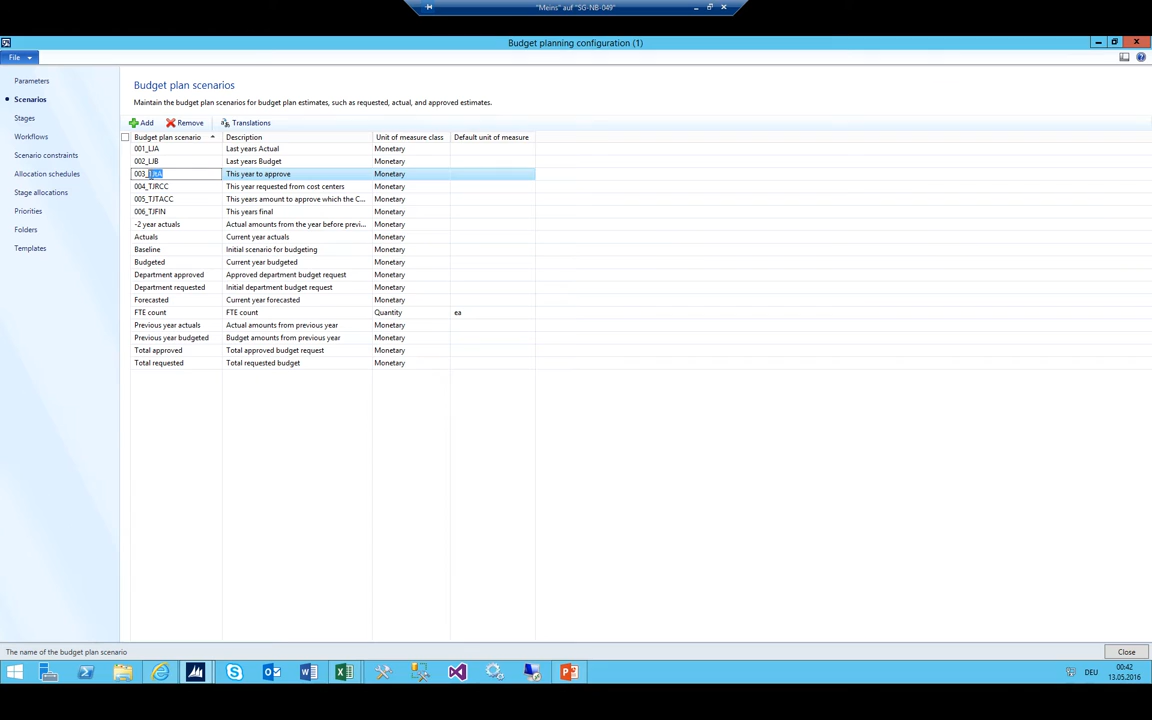 "Meins" auf "SG-NB-049"
Budget planning configuration (1)
File
Parameters
Scenarios
Stages
Workflows
Scenario constraints
Allocation schedules
Stage allocations
Priorities
Folders
Templates
Budget plan scenarios
Maintain the budget plan scenarios for budget plan estimates, such as requested, actual, and approved estimates.
Add Remove Translations
Budget plan scenario Description Unit of measure class Default unit of measure
001_LJA Last years Actual Monetary
002_LJB Last years Budget Monetary
003_TJtA This year to approve Monetary
004_TJRCC This year requested from cost centers Monetary
005_TJTACC This years amount to approve which the C... Monetary
006_TJFIN This years final Monetary
-2 year actuals Actual amounts from the year before previ... Monetary
Actuals Current year actuals Monetary
Baseline Initial scenario for budgeting Monetary
Budgeted Current year budgeted Monetary
Department approved Approved department budget request Monetary
Department requested Initial department budget request Monetary
Forecasted Current year forecasted Monetary
FTE count FTE count Quantity ea
Previous year actuals Actual amounts from previous year Monetary
Previous year budgeted Budget amounts from previous year Monetary
Total approved Total approved budget request Monetary
Total requested Total requested budget Monetary
The name of the budget plan scenario
Close
DEU
00:42
13.05.2016